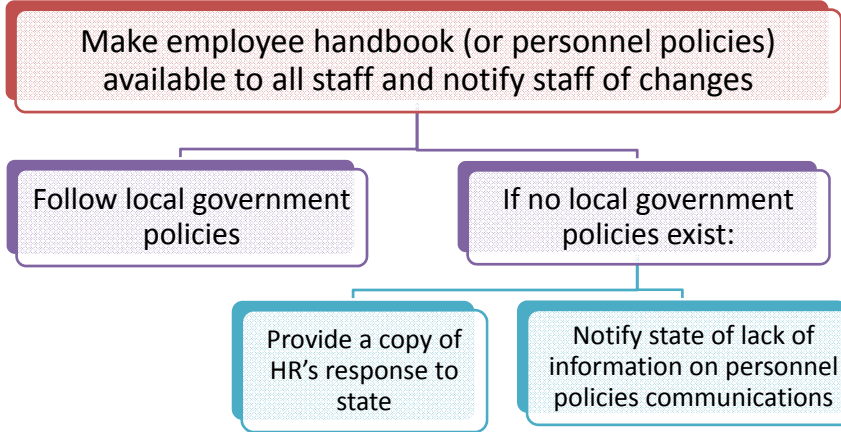 Make employee handbook (or personnel policies)
available to all staff and notify staff of changes
Follow local government
policies
If no local government
policies exist:
Provide a copy of
HR's response to
state
Notify state of lack of
information on personnel
policies communications